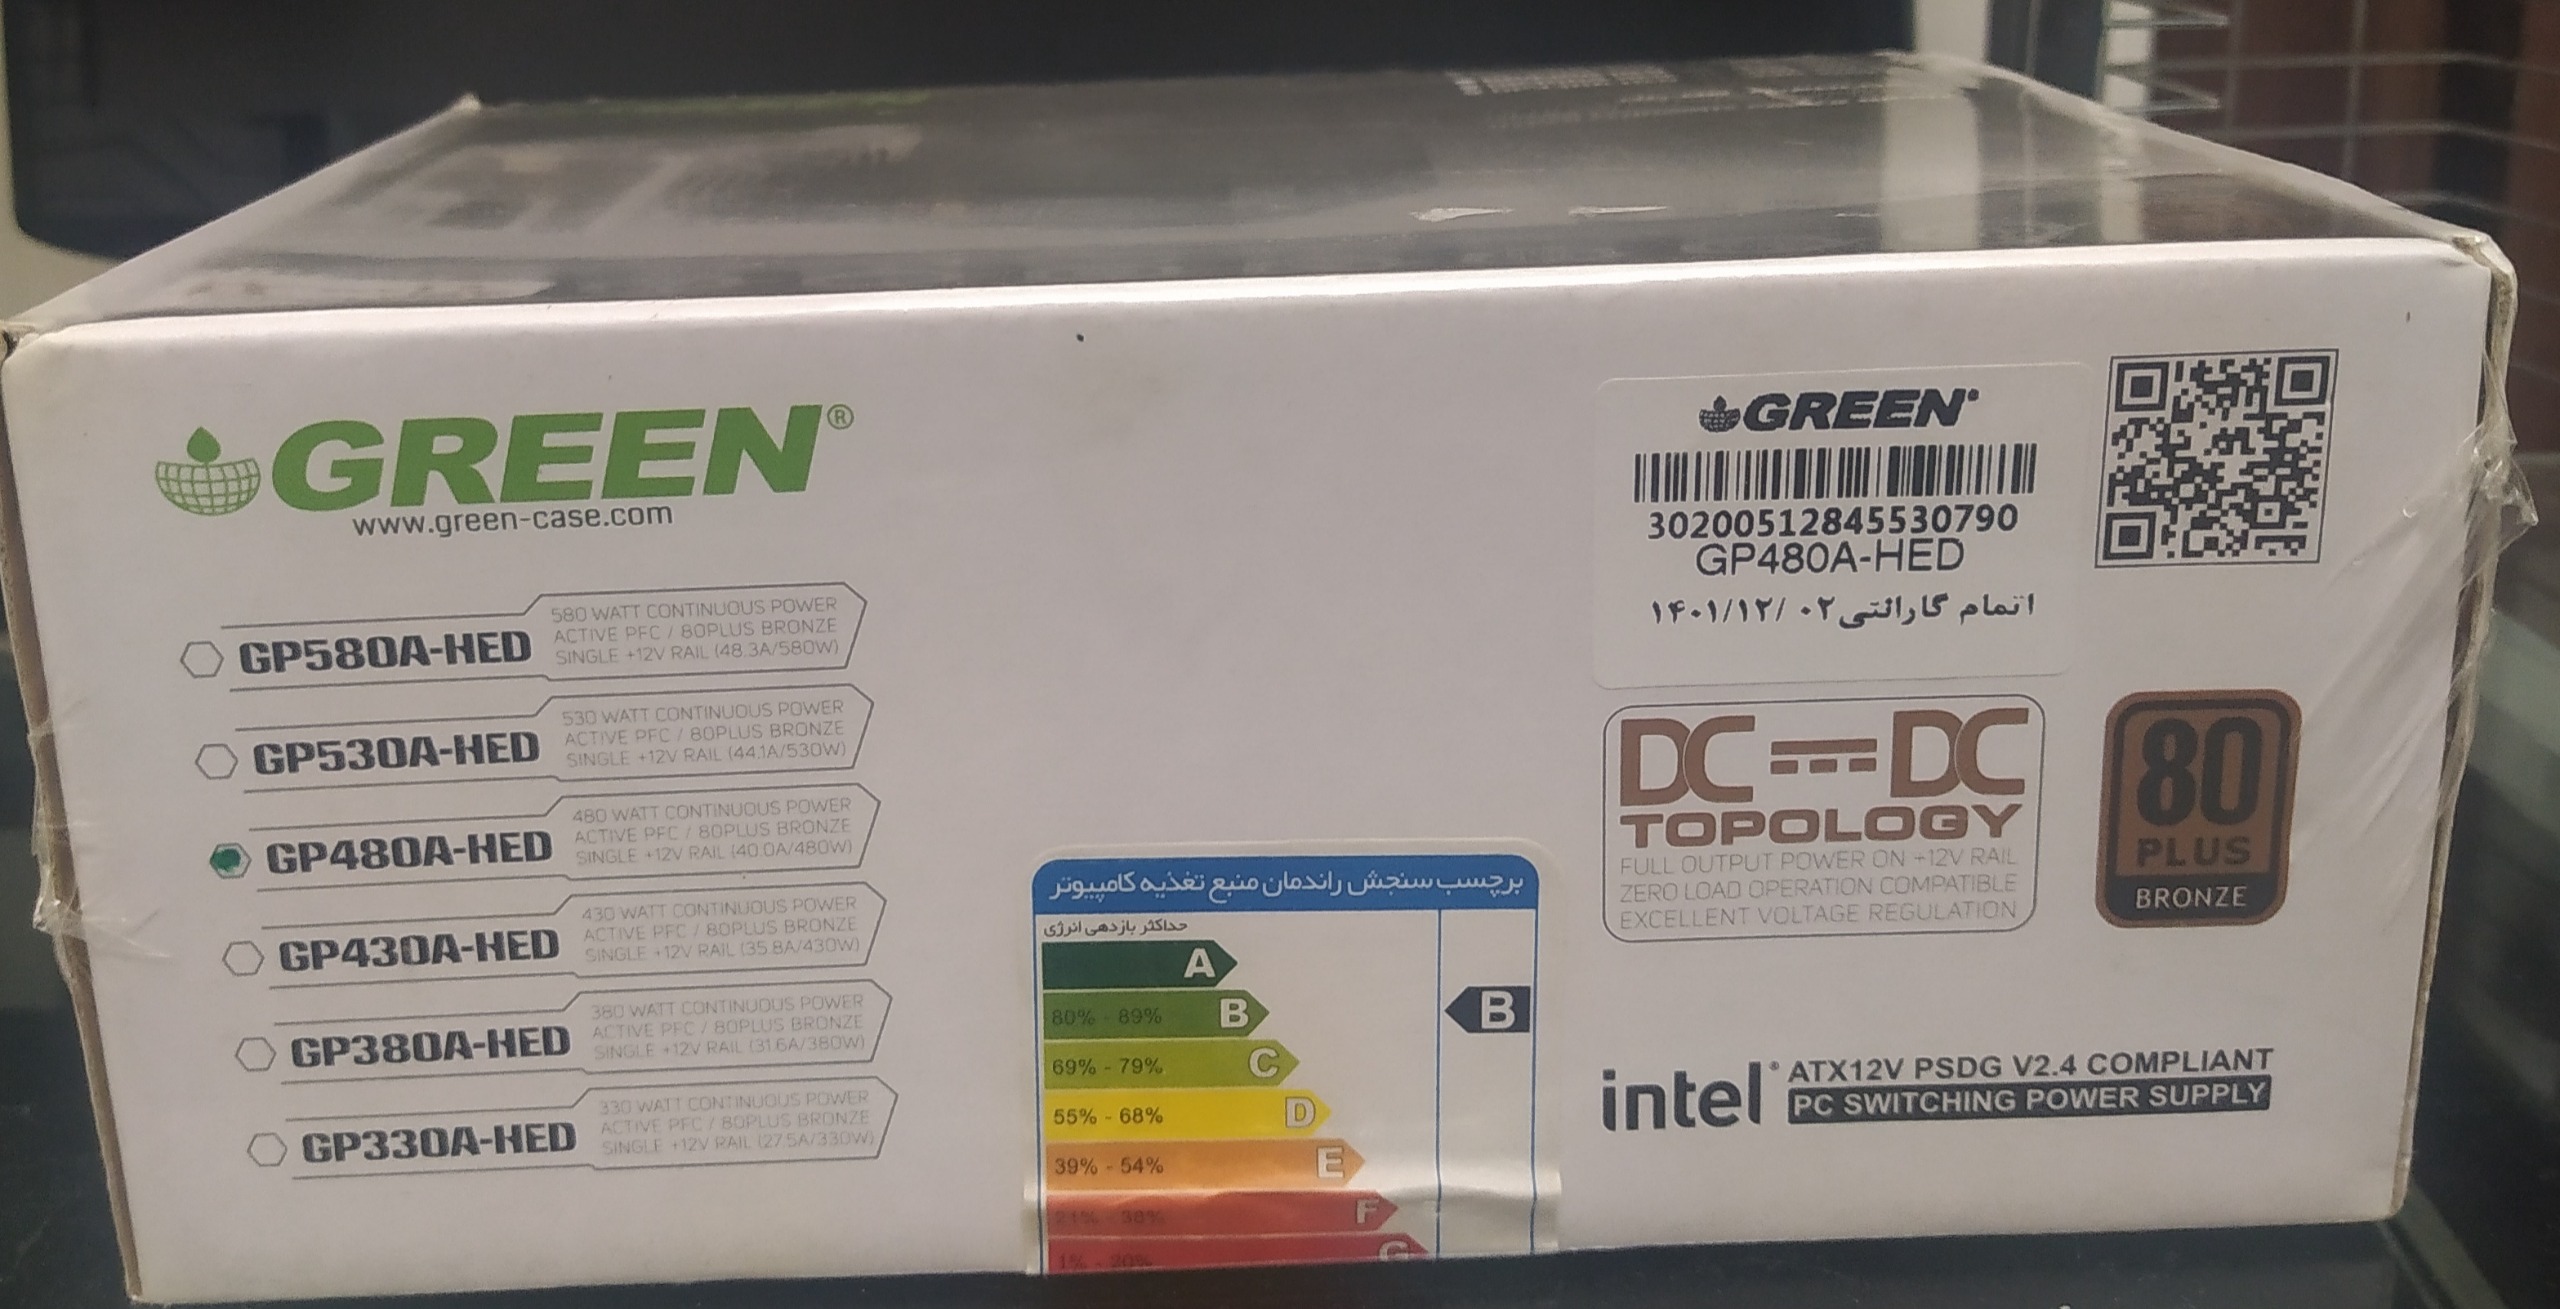 GREEN®
www.green-case.com
GP580A-HED
580 WATT CONTINUOUS POWER
ACTIVE PFC / 80PLUS BRONZE
SINGLE +12V RAIL (48.3A/580W)
GP530A-HED
530 WATT CONTINUOUS POWER
ACTIVE PFC / 80PLUS BRONZE
SINGLE +12V RAIL (44.1A/530W)
GP480A-HED
480 WATT CONTINUOUS POWER
ACTIVE PFC / 80PLUS BRONZE
SINGLE +12V RAIL (40.0A/480W)
GP430A-HED
430 WATT CONTINUOUS POWER
ACTIVE PFC / 80PLUS BRONZE
SINGLE +12V RAIL (35.8A/430W)
GP380A-HED
380 WATT CONTINUOUS POWER
ACTIVE PFC / 80PLUS BRONZE
SINGLE +12V RAIL (31.6A/380W)
GP330A-HED
330 WATT CONTINUOUS POWER
ACTIVE PFC / 80PLUS BRONZE
SINGLE +12V RAIL (27.5A/330W)
برچسب سنجش راندمان منبع تغذیه کامپیوتر
حداکثر بازدهی انرژی
A
80% - 89% B
B
69% - 79% C
55% - 68% D
39% - 54% E
21% - 38% F
1% - 20% G
GREEN®
30200512845530790
GP480A-HED
اتمام گارانتی ۱۴۰۱/۱۲/ ۰۲
DC DC
TOPOLOGY
FULL OUTPUT POWER ON +12V RAIL
ZERO LOAD OPERATION COMPATIBLE
EXCELLENT VOLTAGE REGULATION
80
PLUS
BRONZE
intel® ATX12V PSDG V2.4 COMPLIANT
PC SWITCHING POWER SUPPLY